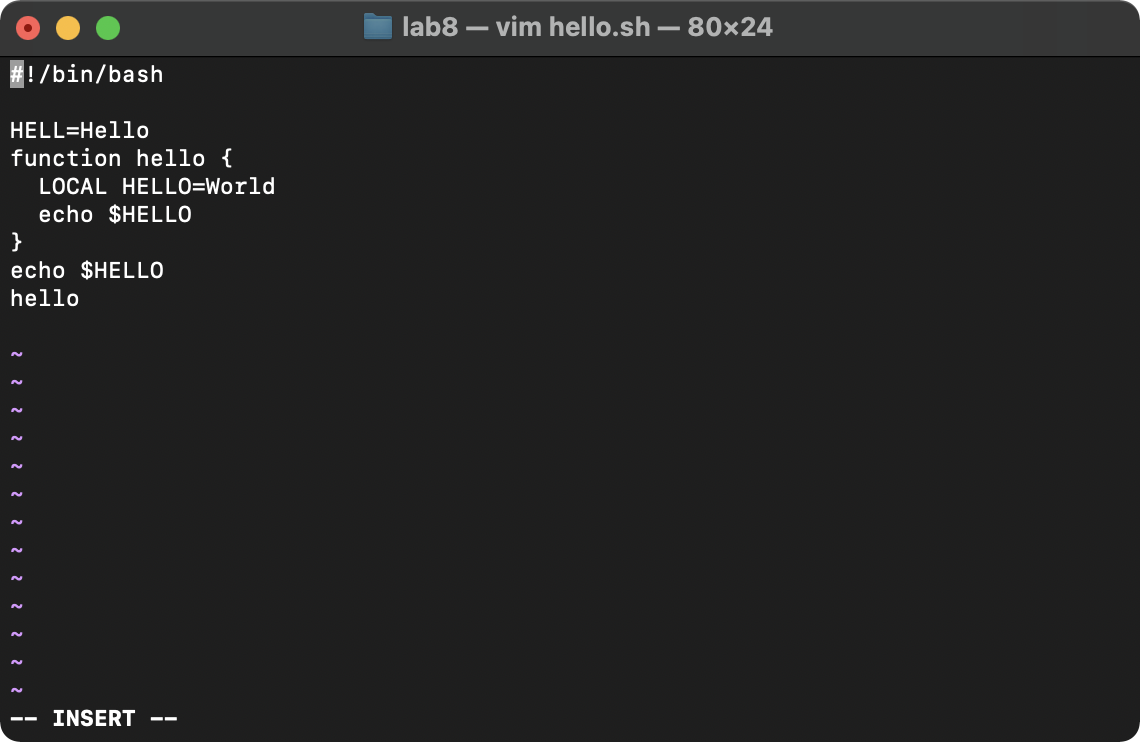 lab8 — vim hello.sh — 80×24
#!/bin/bash
HELL=Hello
function hello {
  LOCAL HELLO=World
  echo $HELLO
}
echo $HELLO
hello
~
~
~
~
~
~
~
~
~
~
~
~
~
-- INSERT --